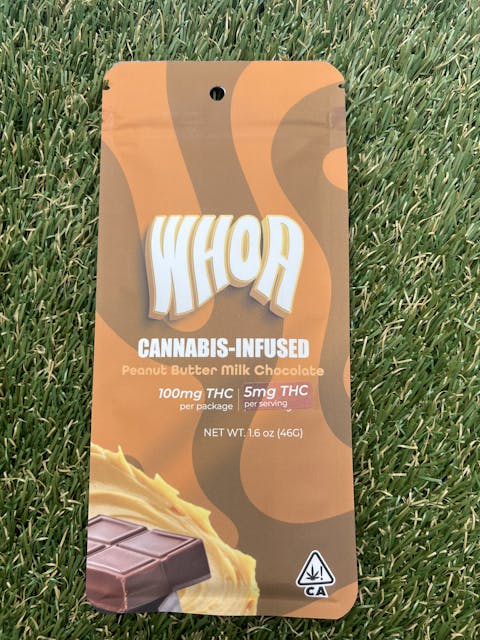 WHOA
CANNABIS-INFUSED
Peanut Butter Milk Chocolate
100mg THC | 5mg THC
per package | per serving
NET WT. 1.6 oz (46G)
!
CA